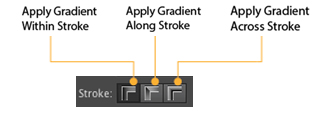 Apply Gradient
Within Stroke
Apply Gradient
Along Stroke
Apply Gradient
Across Stroke
Stroke: